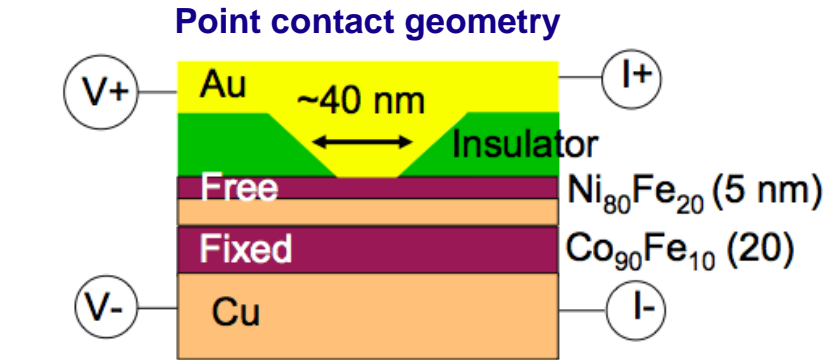 Point contact geometry
V+
Au
~40 nm
I+
Insulator
Free
Ni₈₀Fe₂₀ (5 nm)
Fixed
Co₉₀Fe₁₀ (20)
V-
Cu
I-